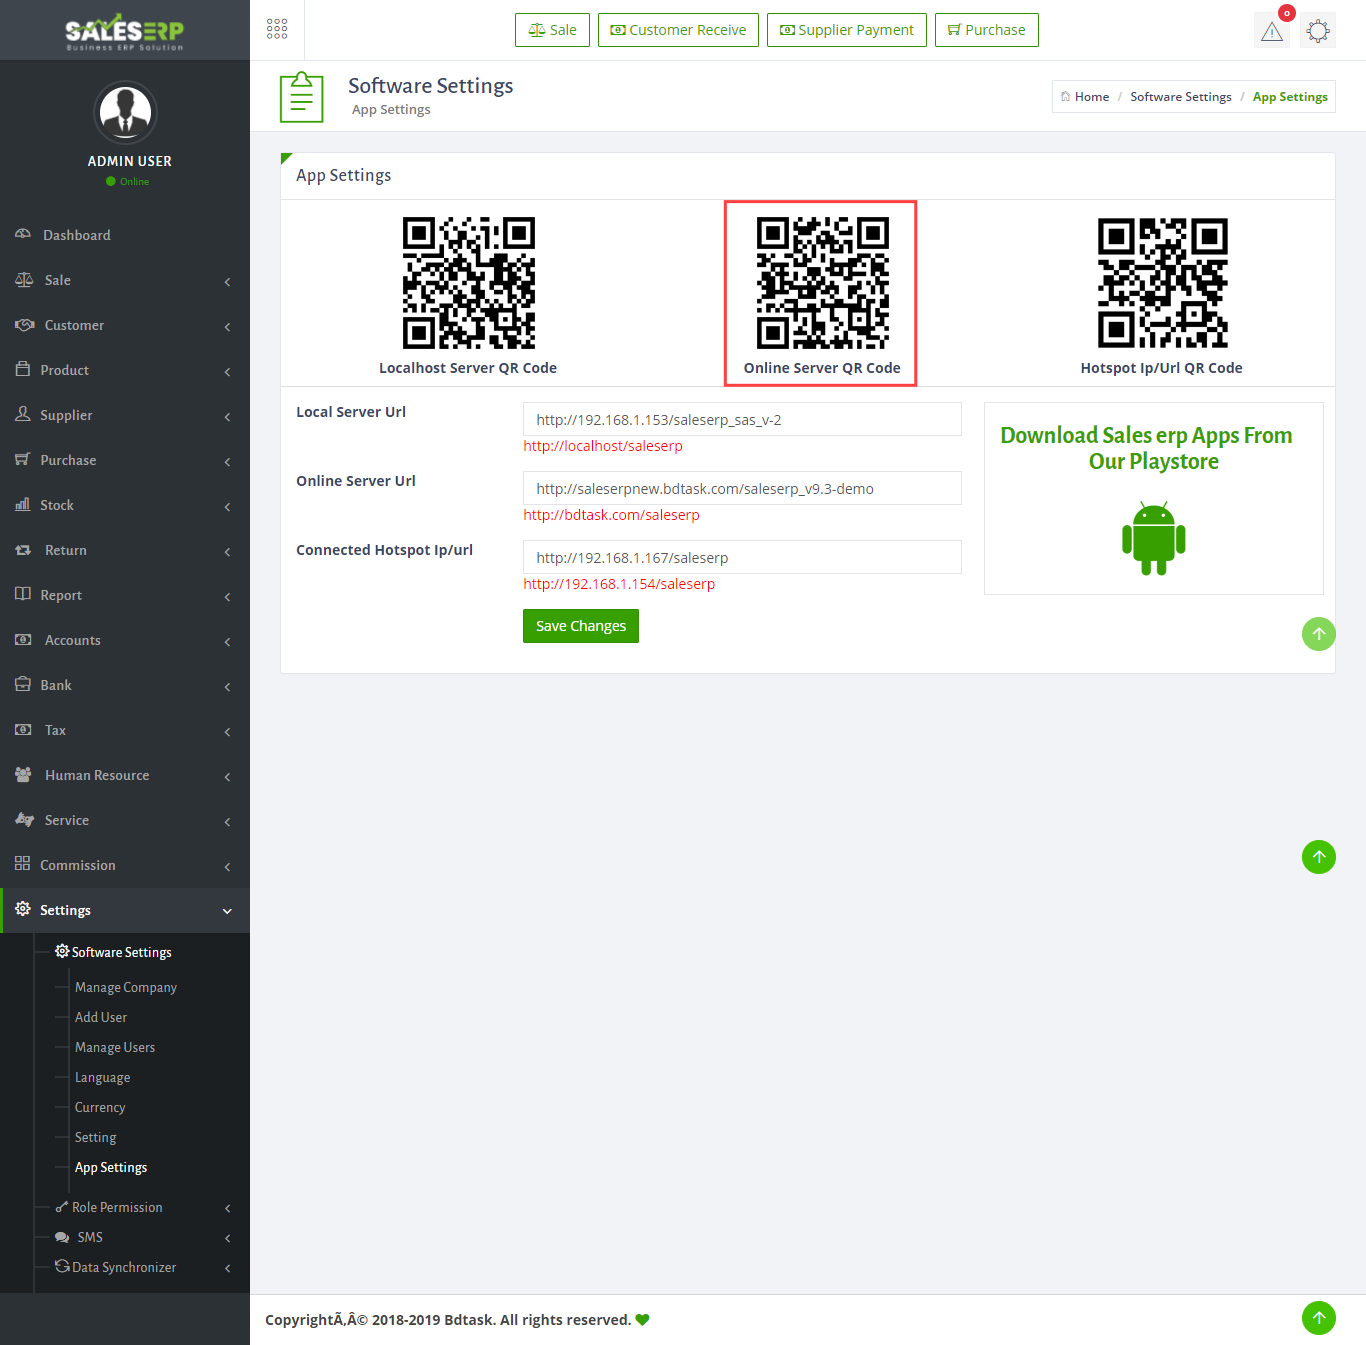 SALESERP
Business ERP Solution
Sale
Customer Receive
Supplier Payment
Purchase
0
ADMIN USER
Online
Software Settings
App Settings
Home / Software Settings / App Settings
Dashboard
Sale
Customer
Product
Supplier
Purchase
Stock
Return
Report
Accounts
Bank
Tax
Human Resource
Service
Commission
Settings
Software Settings
Manage Company
Add User
Manage Users
Language
Currency
Setting
App Settings
Role Permission
SMS
Data Synchronizer
App Settings
Localhost Server QR Code
Online Server QR Code
Hotspot Ip/Url QR Code
Local Server Url
http://192.168.1.153/saleserp_sas_v-2
http://localhost/saleserp
Online Server Url
http://saleserpnew.bdtask.com/saleserp_v9.3-demo
http://bdtask.com/saleserp
Connected Hotspot Ip/url
http://192.168.1.167/saleserp
http://192.168.1.154/saleserp
Save Changes
Download Sales erp Apps From
Our Playstore
CopyrightÃ‚Â© 2018-2019 Bdtask. All rights reserved.